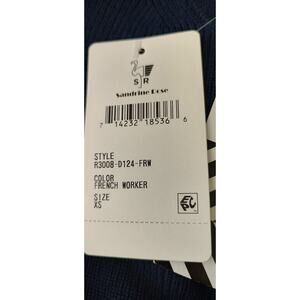 S R
Sandrine Rose
7 14232 18536 6
STYLE
R3008-D124-FRW
COLOR
FRENCH WORKER
SIZE
XS